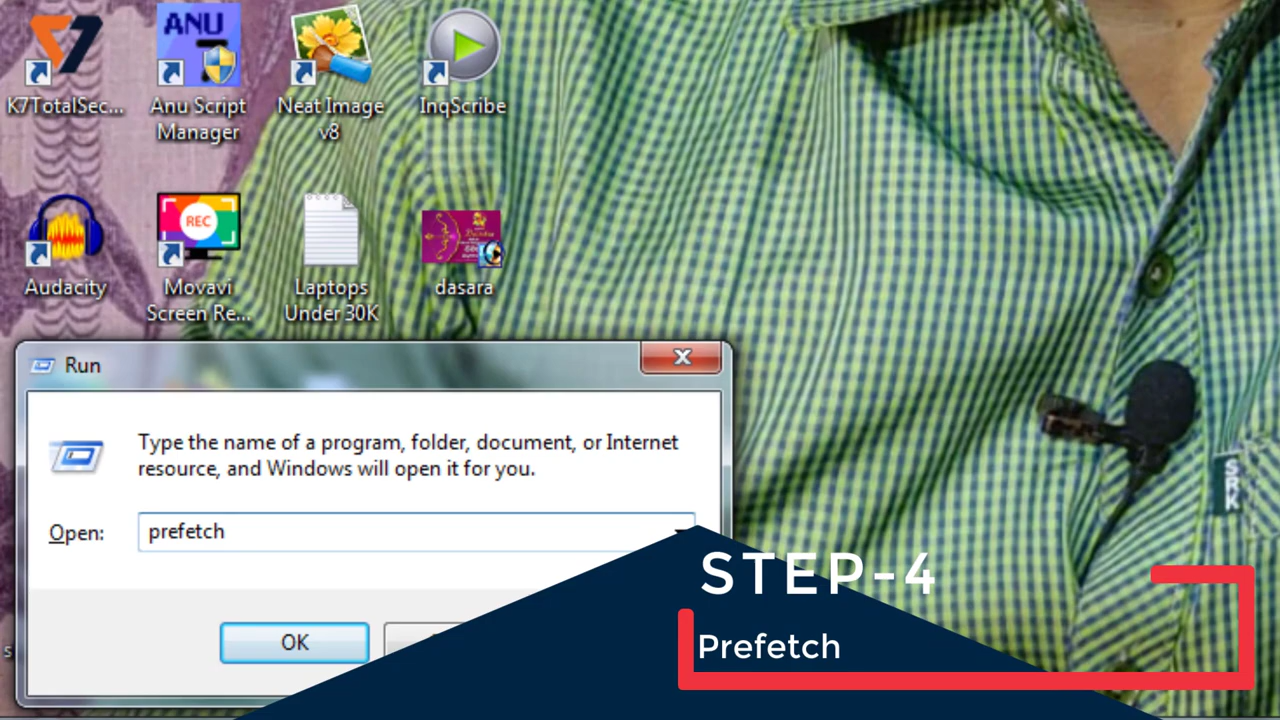 K7TotalSec...
ANU
Anu Script
Manager
Neat Image
v8
InqScribe
REC
Audacity
Movavi
Screen Re...
Laptops
Under 30K
dasara
Run
X
Type the name of a program, folder, document, or Internet
resource, and Windows will open it for you.
Open:
prefetch
OK
STEP-4
Prefetch
SRK